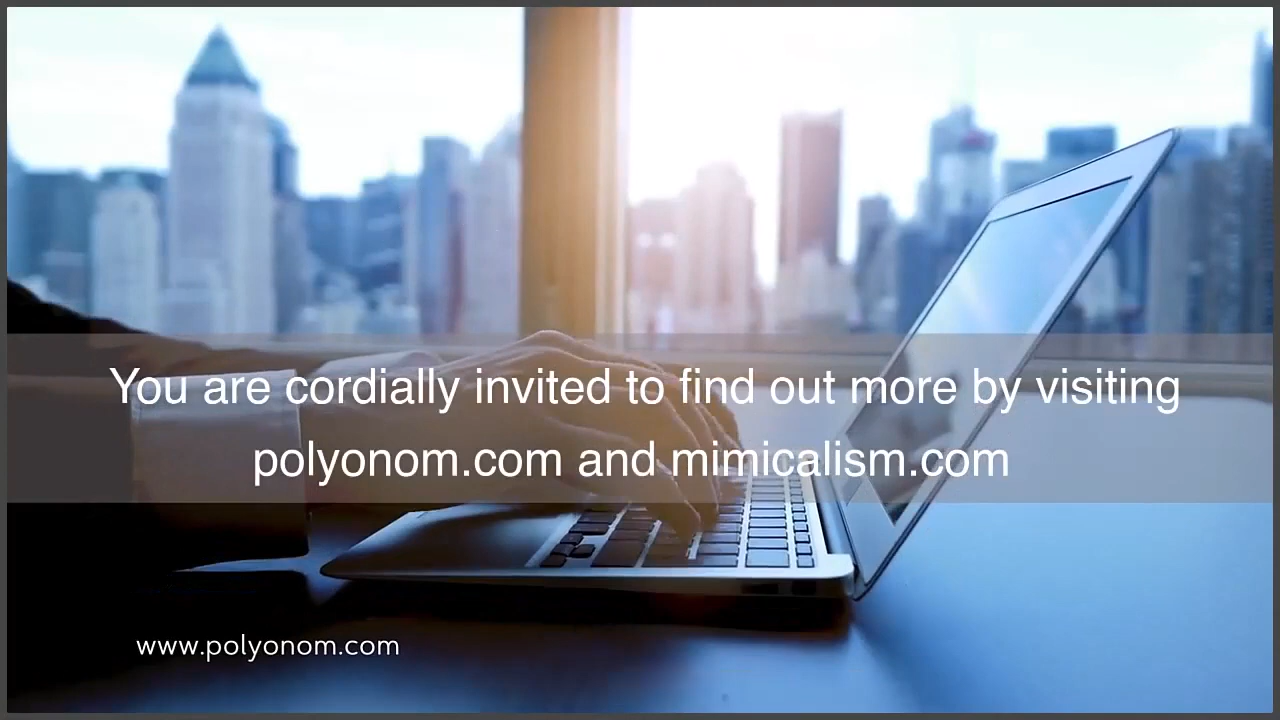 You are cordially invited to find out more by visiting
polyonom.com and mimicalism.com
www.polyonom.com